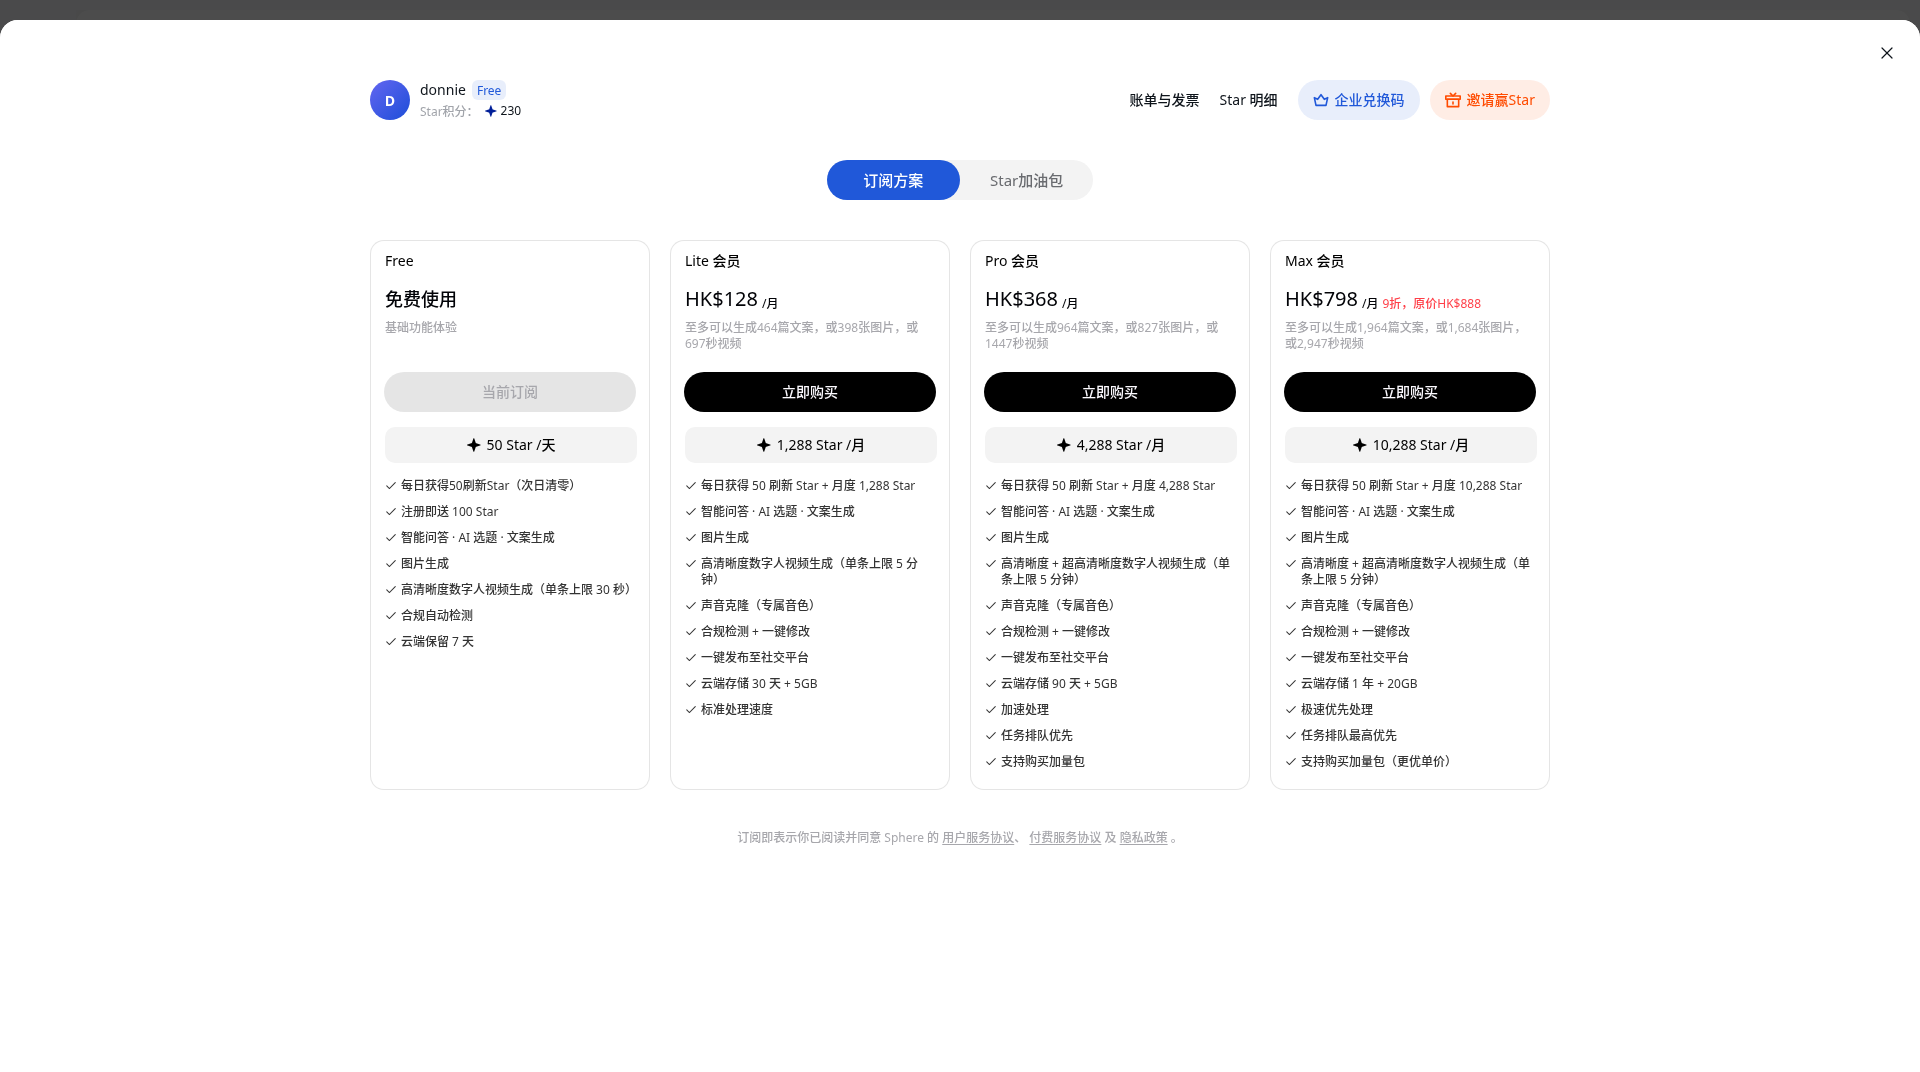 D
donnie Free
Star积分： 230
账单与发票 Star 明细 企业兑换码 邀请赢Star
订阅方案 Star加油包
Free
免费使用
基础功能体验
当前订阅
50 Star /天
每日获得50刷新Star（次日清零）
注册即送 100 Star
智能问答 · AI 选题 · 文案生成
图片生成
高清晰度数字人视频生成（单条上限 30 秒）
合规自动检测
云端保留 7 天
Lite 会员
HK$128 /月
至多可以生成464篇文案，或398张图片，或
697秒视频
立即购买
1,288 Star /月
每日获得 50 刷新 Star + 月度 1,288 Star
智能问答 · AI 选题 · 文案生成
图片生成
高清晰度数字人视频生成（单条上限 5 分
钟）
声音克隆（专属音色）
合规检测 + 一键修改
一键发布至社交平台
云端存储 30 天 + 5GB
标准处理速度
Pro 会员
HK$368 /月
至多可以生成964篇文案，或827张图片，或
1447秒视频
立即购买
4,288 Star /月
每日获得 50 刷新 Star + 月度 4,288 Star
智能问答 · AI 选题 · 文案生成
图片生成
高清晰度 + 超高清晰度数字人视频生成（单
条上限 5 分钟）
声音克隆（专属音色）
合规检测 + 一键修改
一键发布至社交平台
云端存储 90 天 + 5GB
加速处理
任务排队优先
支持购买加量包
Max 会员
HK$798 /月 9折，原价HK$888
至多可以生成1,964篇文案，或1,684张图片，
或2,947秒视频
立即购买
10,288 Star /月
每日获得 50 刷新 Star + 月度 10,288 Star
智能问答 · AI 选题 · 文案生成
图片生成
高清晰度 + 超高清晰度数字人视频生成（单
条上限 5 分钟）
声音克隆（专属音色）
合规检测 + 一键修改
一键发布至社交平台
云端存储 1 年 + 20GB
极速优先处理
任务排队最高优先
支持购买加量包（更优单价）
订阅即表示你已阅读并同意 Sphere 的 用户服务协议、 付费服务协议 及 隐私政策 。